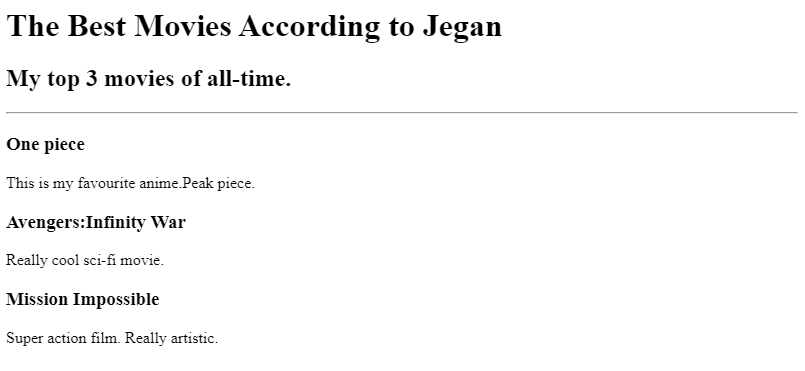 The Best Movies According to Jegan
My top 3 movies of all-time.
One piece
This is my favourite anime.Peak piece.
Avengers:Infinity War
Really cool sci-fi movie.
Mission Impossible
Super action film. Really artistic.